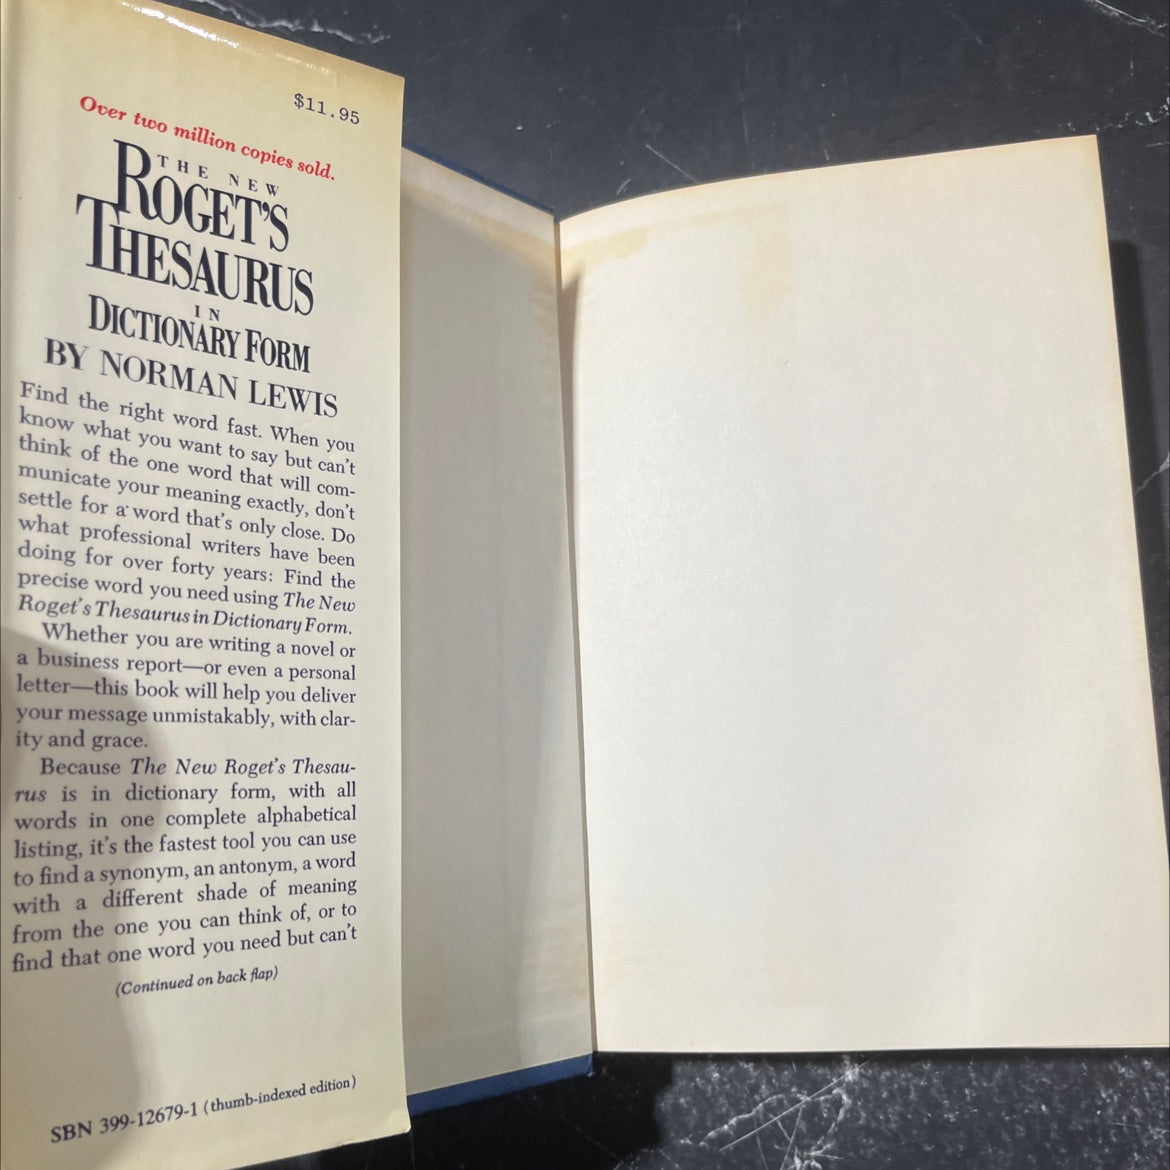 $11.95
Over two million copies sold.
THE NEW
ROGET'S
THESAURUS
IN
DICTIONARY FORM
BY NORMAN LEWIS
Find the right word fast. When you
know what you want to say but can't
think of the one word that will com-
municate your meaning exactly, don't
settle for a word that's only close. Do
what professional writers have been
doing for over forty years: Find the
precise word you need using The New
Roget's Thesaurus in Dictionary Form.
Whether you are writing a novel or
a business report—or even a personal
letter—this book will help you deliver
your message unmistakably, with clar-
ity and grace.
Because The New Roget's Thesau-
rus is in dictionary form, with all
words in one complete alphabetical
listing, it's the fastest tool you can use
to find a synonym, an antonym, a word
with a different shade of meaning
from the one you can think of, or to
find that one word you need but can't
(Continued on back flap)
SBN 399-12679-1 (thumb-indexed edition)